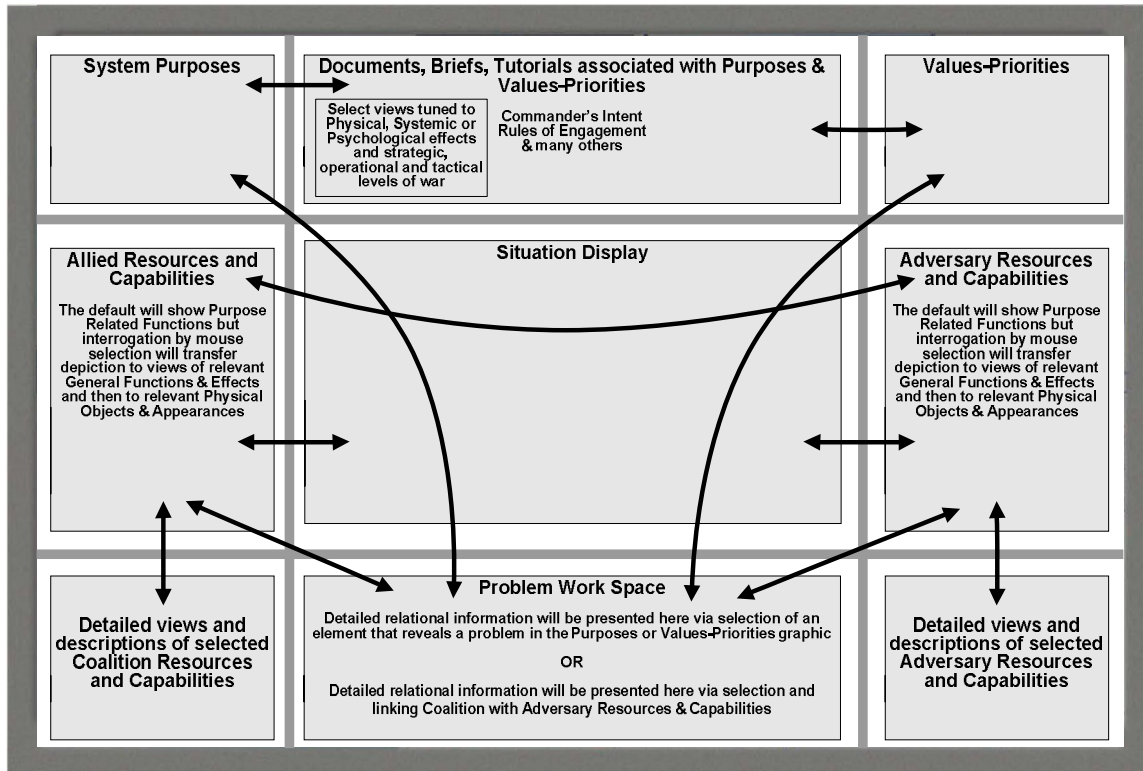 System Purposes
Documents, Briefs, Tutorials associated with Purposes &
Values-Priorities
Select views tuned to
Physical, Systemic or
Psychological effects
and strategic,
operational and tactical
levels of war
Commander's Intent
Rules of Engagement
& many others
Values-Priorities
Allied Resources and
Capabilities
The default will show Purpose
Related Functions but
interrogation by mouse
selection will transfer
depiction to views of relevant
General Functions & Effects
and then to relevant Physical
Objects & Appearances
Situation Display
Adversary Resources
and Capabilities
The default will show Purpose
Related Functions but
interrogation by mouse
selection will transfer
depiction to views of relevant
General Functions & Effects
and then to relevant Physical
Objects & Appearances
Detailed views and
descriptions of selected
Coalition Resources
and Capabilities
Problem Work Space
Detailed relational information will be presented here via selection of an
element that reveals a problem in the Purposes or Values-Priorities graphic
OR
Detailed relational information will be presented here via selection and
linking Coalition with Adversary Resources & Capabilities
Detailed views and
descriptions of selected
Adversary Resources
and Capabilities